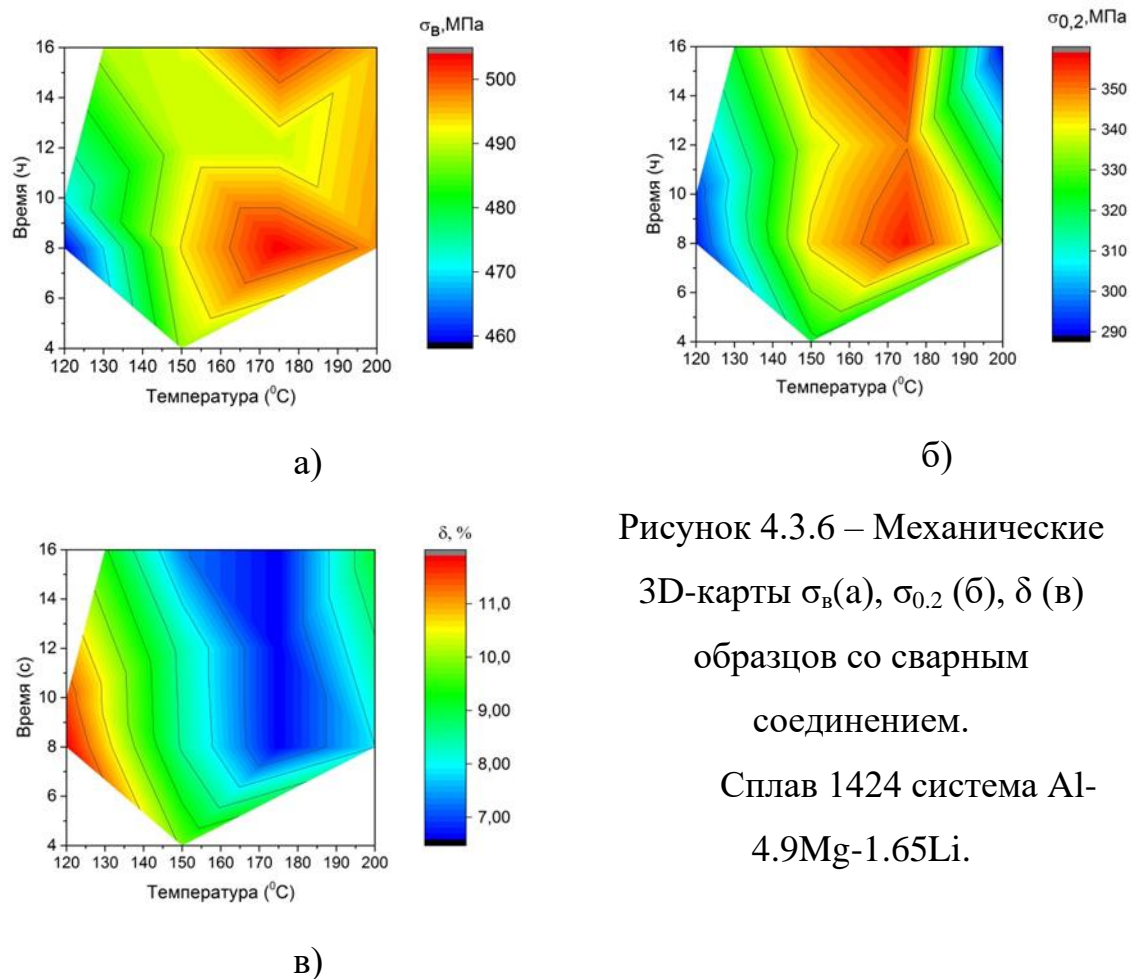 σв,МПа
16
14
12
10
8
6
4
Время (ч)
120 130 140 150 160 170 180 190 200
Температура (⁰C)
500
490
480
470
460
а)
σ0,2,МПа
16
14
12
10
8
6
4
Время (ч)
120 130 140 150 160 170 180 190 200
Температура (⁰C)
350
340
330
320
310
300
290
б)
δ, %
16
14
12
10
8
6
4
Время (с)
120 130 140 150 160 170 180 190 200
Температура (⁰C)
11,0
10,0
9,00
8,00
7,00
в)
Рисунок 4.3.6 – Механические
3D-карты σв(а), σ0.2 (б), δ (в)
образцов со сварным
соединением.
Сплав 1424 система Al-
4.9Mg-1.65Li.